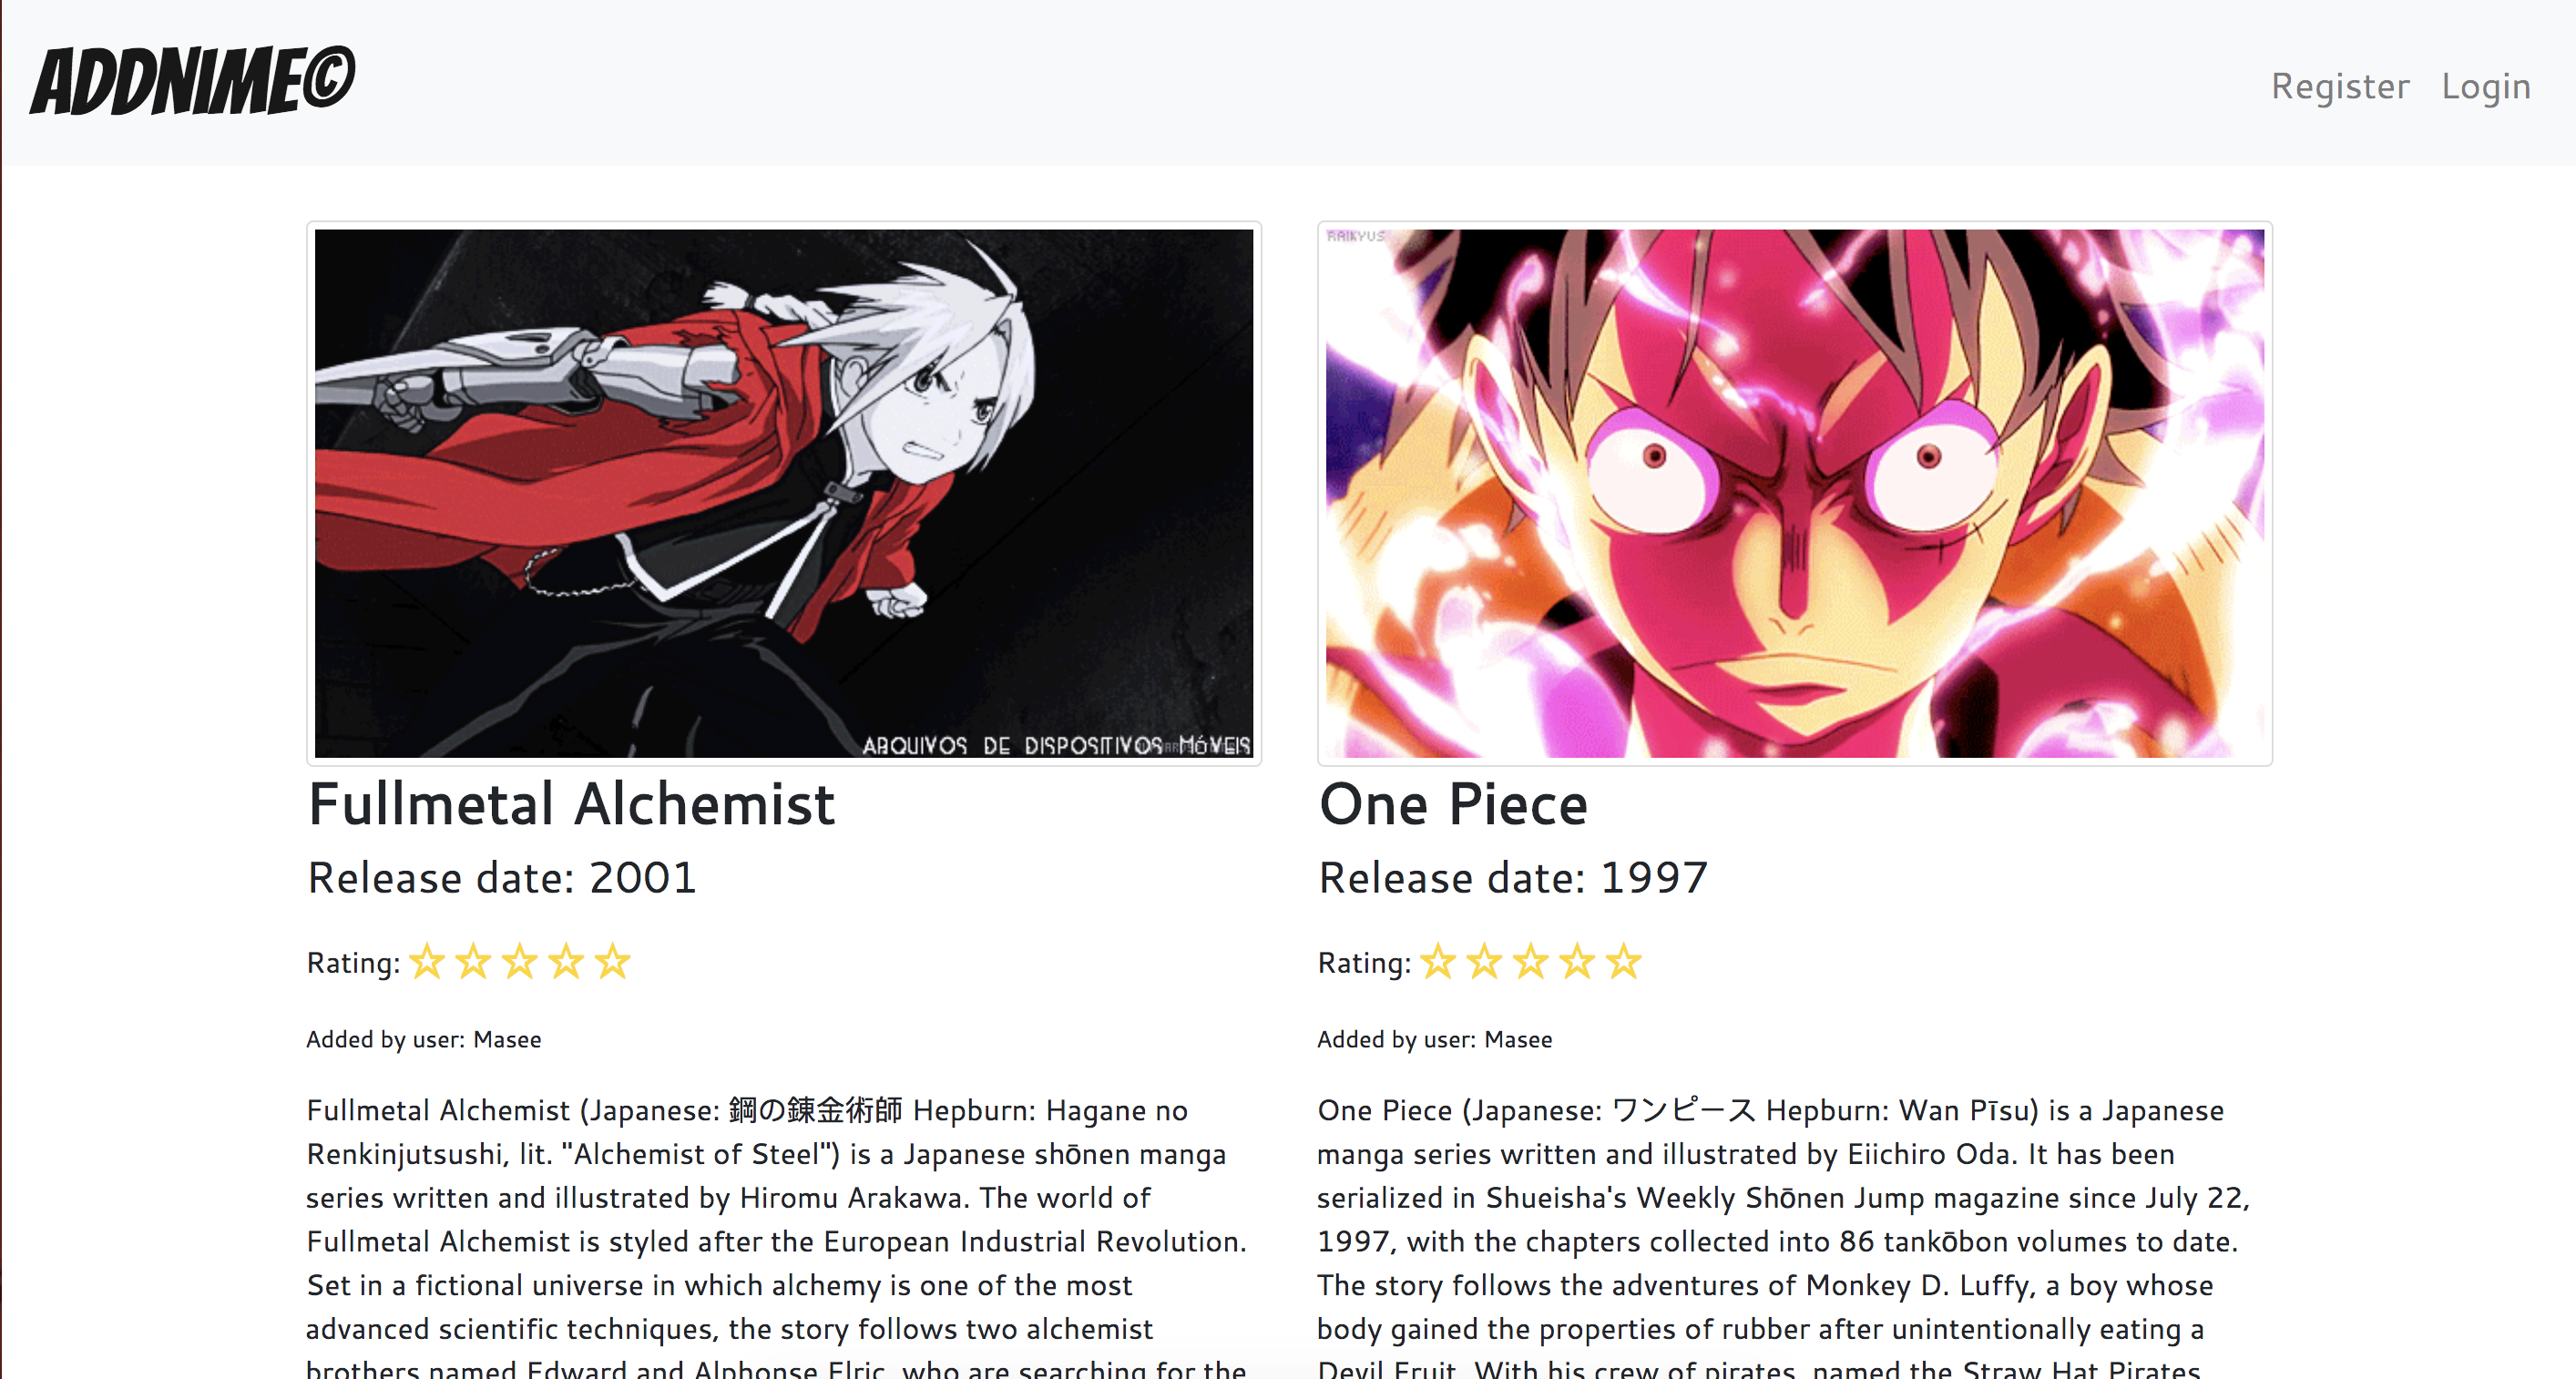 ADDNIME©
Register Login
RAIKYUS
ARQUIVOS DE DISPOSITIVOS MÓVEIS
Fullmetal Alchemist
Release date: 2001
Rating: ☆☆☆☆☆
Added by user: Masee
Fullmetal Alchemist (Japanese: 鋼の錬金術師 Hepburn: Hagane no
Renkinjutsushi, lit. "Alchemist of Steel") is a Japanese shōnen manga
series written and illustrated by Hiromu Arakawa. The world of
Fullmetal Alchemist is styled after the European Industrial Revolution.
Set in a fictional universe in which alchemy is one of the most
advanced scientific techniques, the story follows two alchemist
brothers named Edward and Alphonse Elric, who are searching for the
One Piece
Release date: 1997
Rating: ☆☆☆☆☆
Added by user: Masee
One Piece (Japanese: ワンピース Hepburn: Wan Pīsu) is a Japanese
manga series written and illustrated by Eiichiro Oda. It has been
serialized in Shueisha's Weekly Shōnen Jump magazine since July 22,
1997, with the chapters collected into 86 tankōbon volumes to date.
The story follows the adventures of Monkey D. Luffy, a boy whose
body gained the properties of rubber after unintentionally eating a
Devil Fruit. With his crew of pirates, named the Straw Hat Pirates,